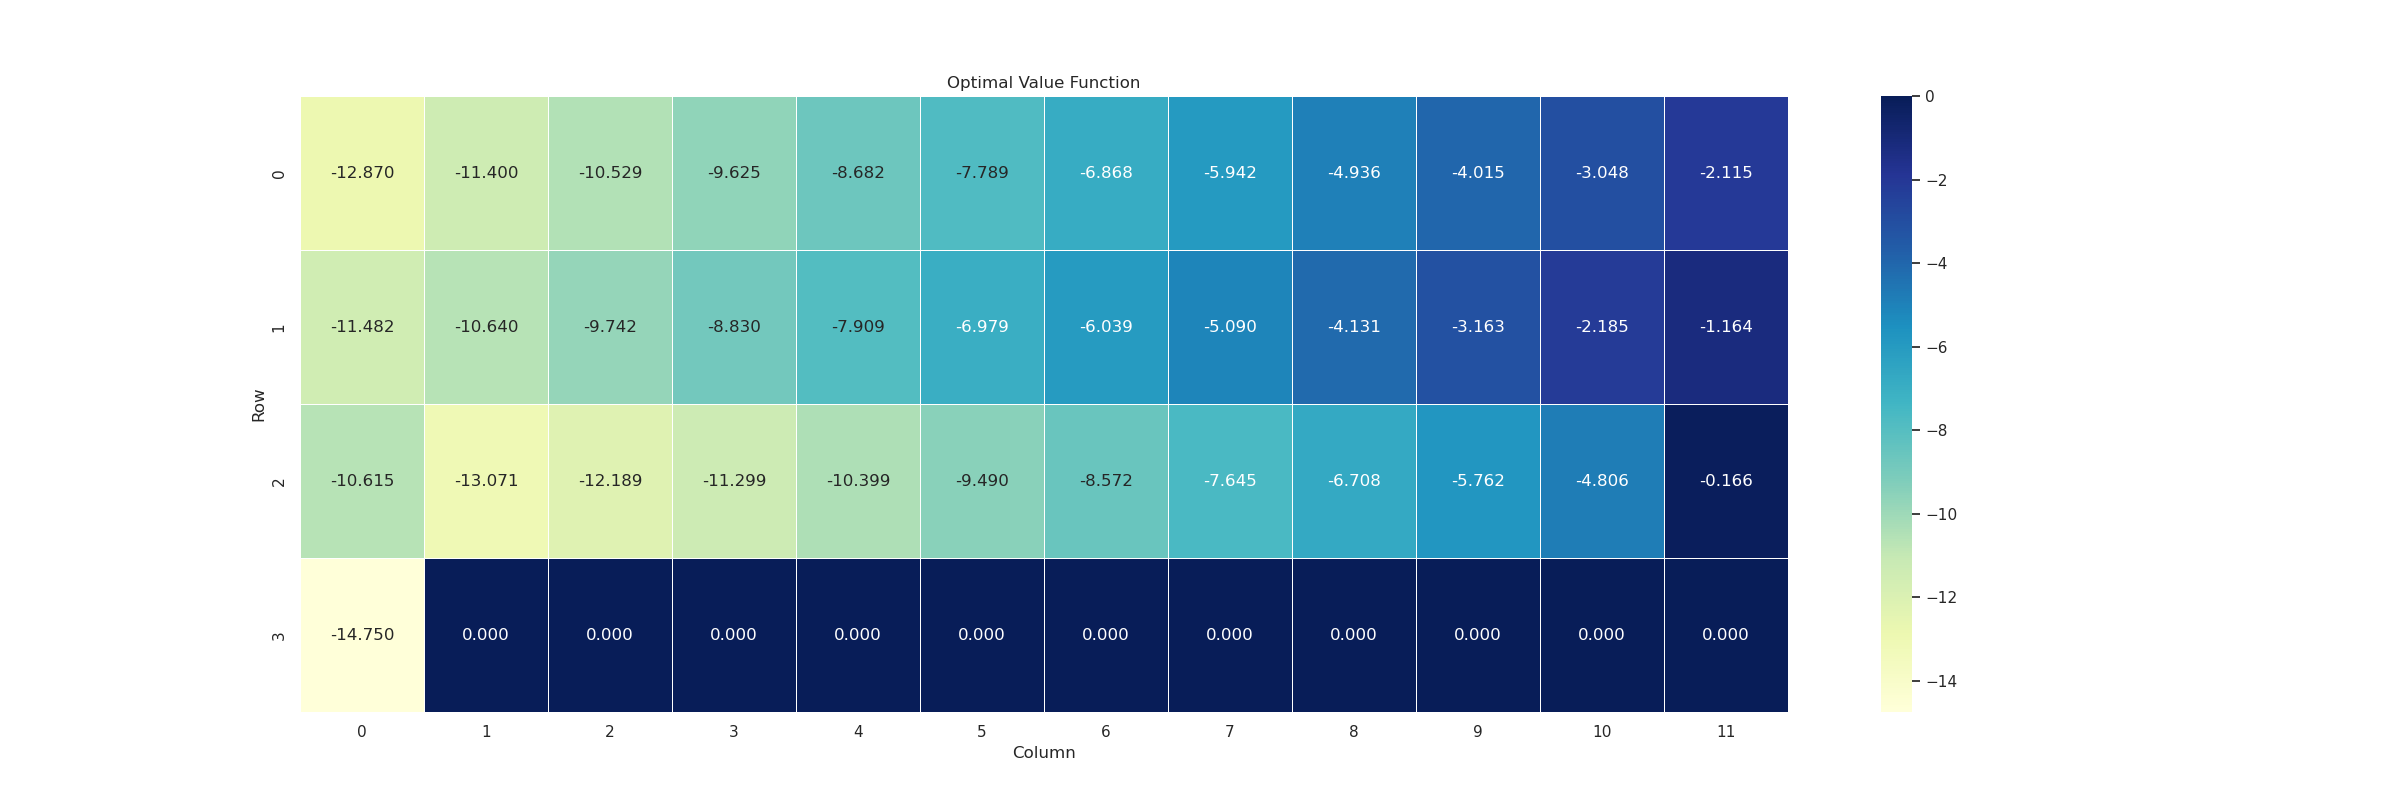 Optimal Value Function
0 -12.870 -11.400 -10.529 -9.625 -8.682 -7.789 -6.868 -5.942 -4.936 -4.015 -3.048 -2.115
1 -11.482 -10.640 -9.742 -8.830 -7.909 -6.979 -6.039 -5.090 -4.131 -3.163 -2.185 -1.164
Row
2 -10.615 -13.071 -12.189 -11.299 -10.399 -9.490 -8.572 -7.645 -6.708 -5.762 -4.806 -0.166
3 -14.750 0.000 0.000 0.000 0.000 0.000 0.000 0.000 0.000 0.000 0.000 0.000
0 1 2 3 4 5 6 7 8 9 10 11
Column
0
−2
−4
−6
−8
−10
−12
−14